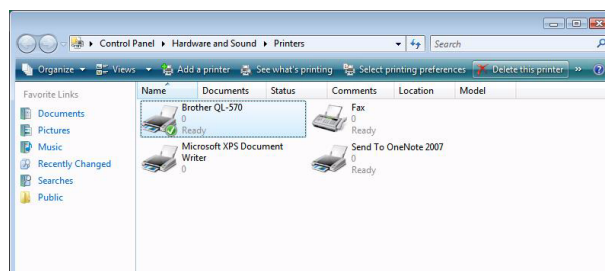 Control Panel Hardware and Sound Printers
Search
Organize Views Add a printer See what's printing Select printing preferences Delete this printer »
Favorite Links
Name Documents Status Comments Location Model
Documents
Pictures
Music
Recently Changed
Searches
Public
Brother QL-570
0
Ready
Fax
0
Ready
Microsoft XPS Document
Writer
0
Send To OneNote 2007
0
Ready